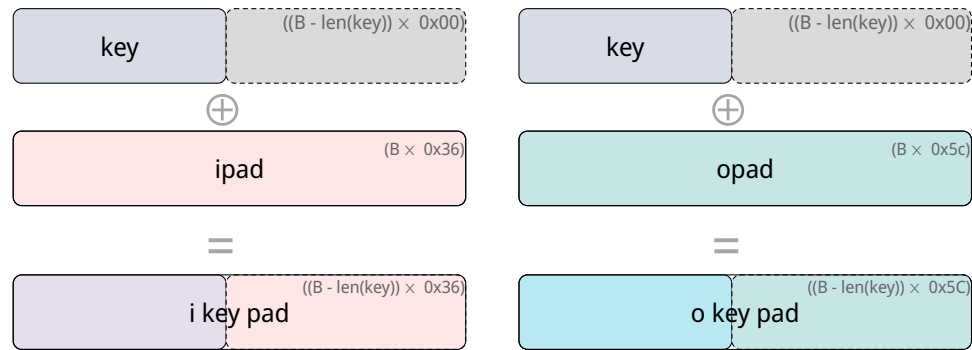 key ((B - len(key)) × 0x00)
⊕
ipad (B × 0x36)
=
i key pad ((B - len(key)) × 0x36)
key ((B - len(key)) × 0x00)
⊕
opad (B × 0x5c)
=
o key pad ((B - len(key)) × 0x5C)